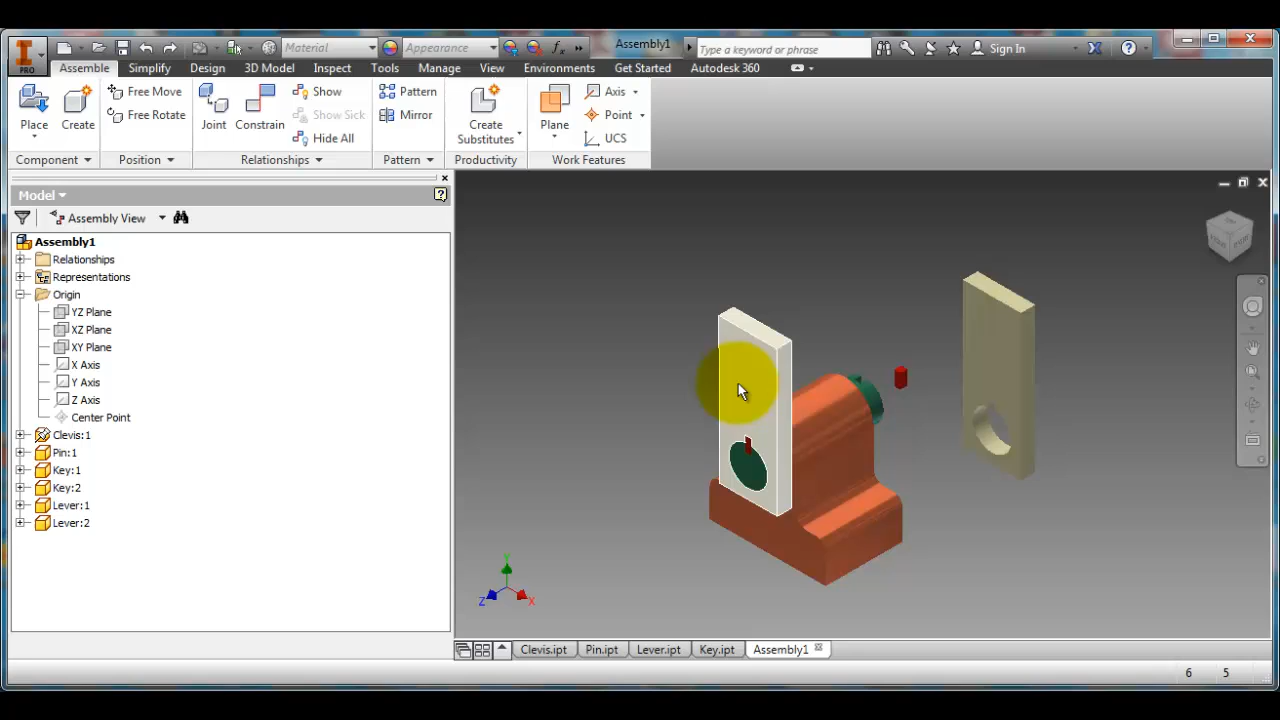 PRO
Material
Appearance
Assembly1
Type a keyword or phrase
Sign In
Assemble Simplify Design 3D Model Inspect Tools Manage View Environments Get Started Autodesk 360
Place
Create
Free Move
Free Rotate
Joint
Constrain
Show
Show Sick
Hide All
Pattern
Mirror
Create
Substitutes
Plane
Axis
Point
UCS
Component Position Relationships Pattern Productivity Work Features
Model
Assembly View
Assembly1
Relationships
Representations
Origin
YZ Plane
XZ Plane
XY Plane
X Axis
Y Axis
Z Axis
Center Point
Clevis:1
Pin:1
Key:1
Key:2
Lever:1
Lever:2
Y
Z
X
Clevis.ipt Pin.ipt Lever.ipt Key.ipt Assembly1
6 5